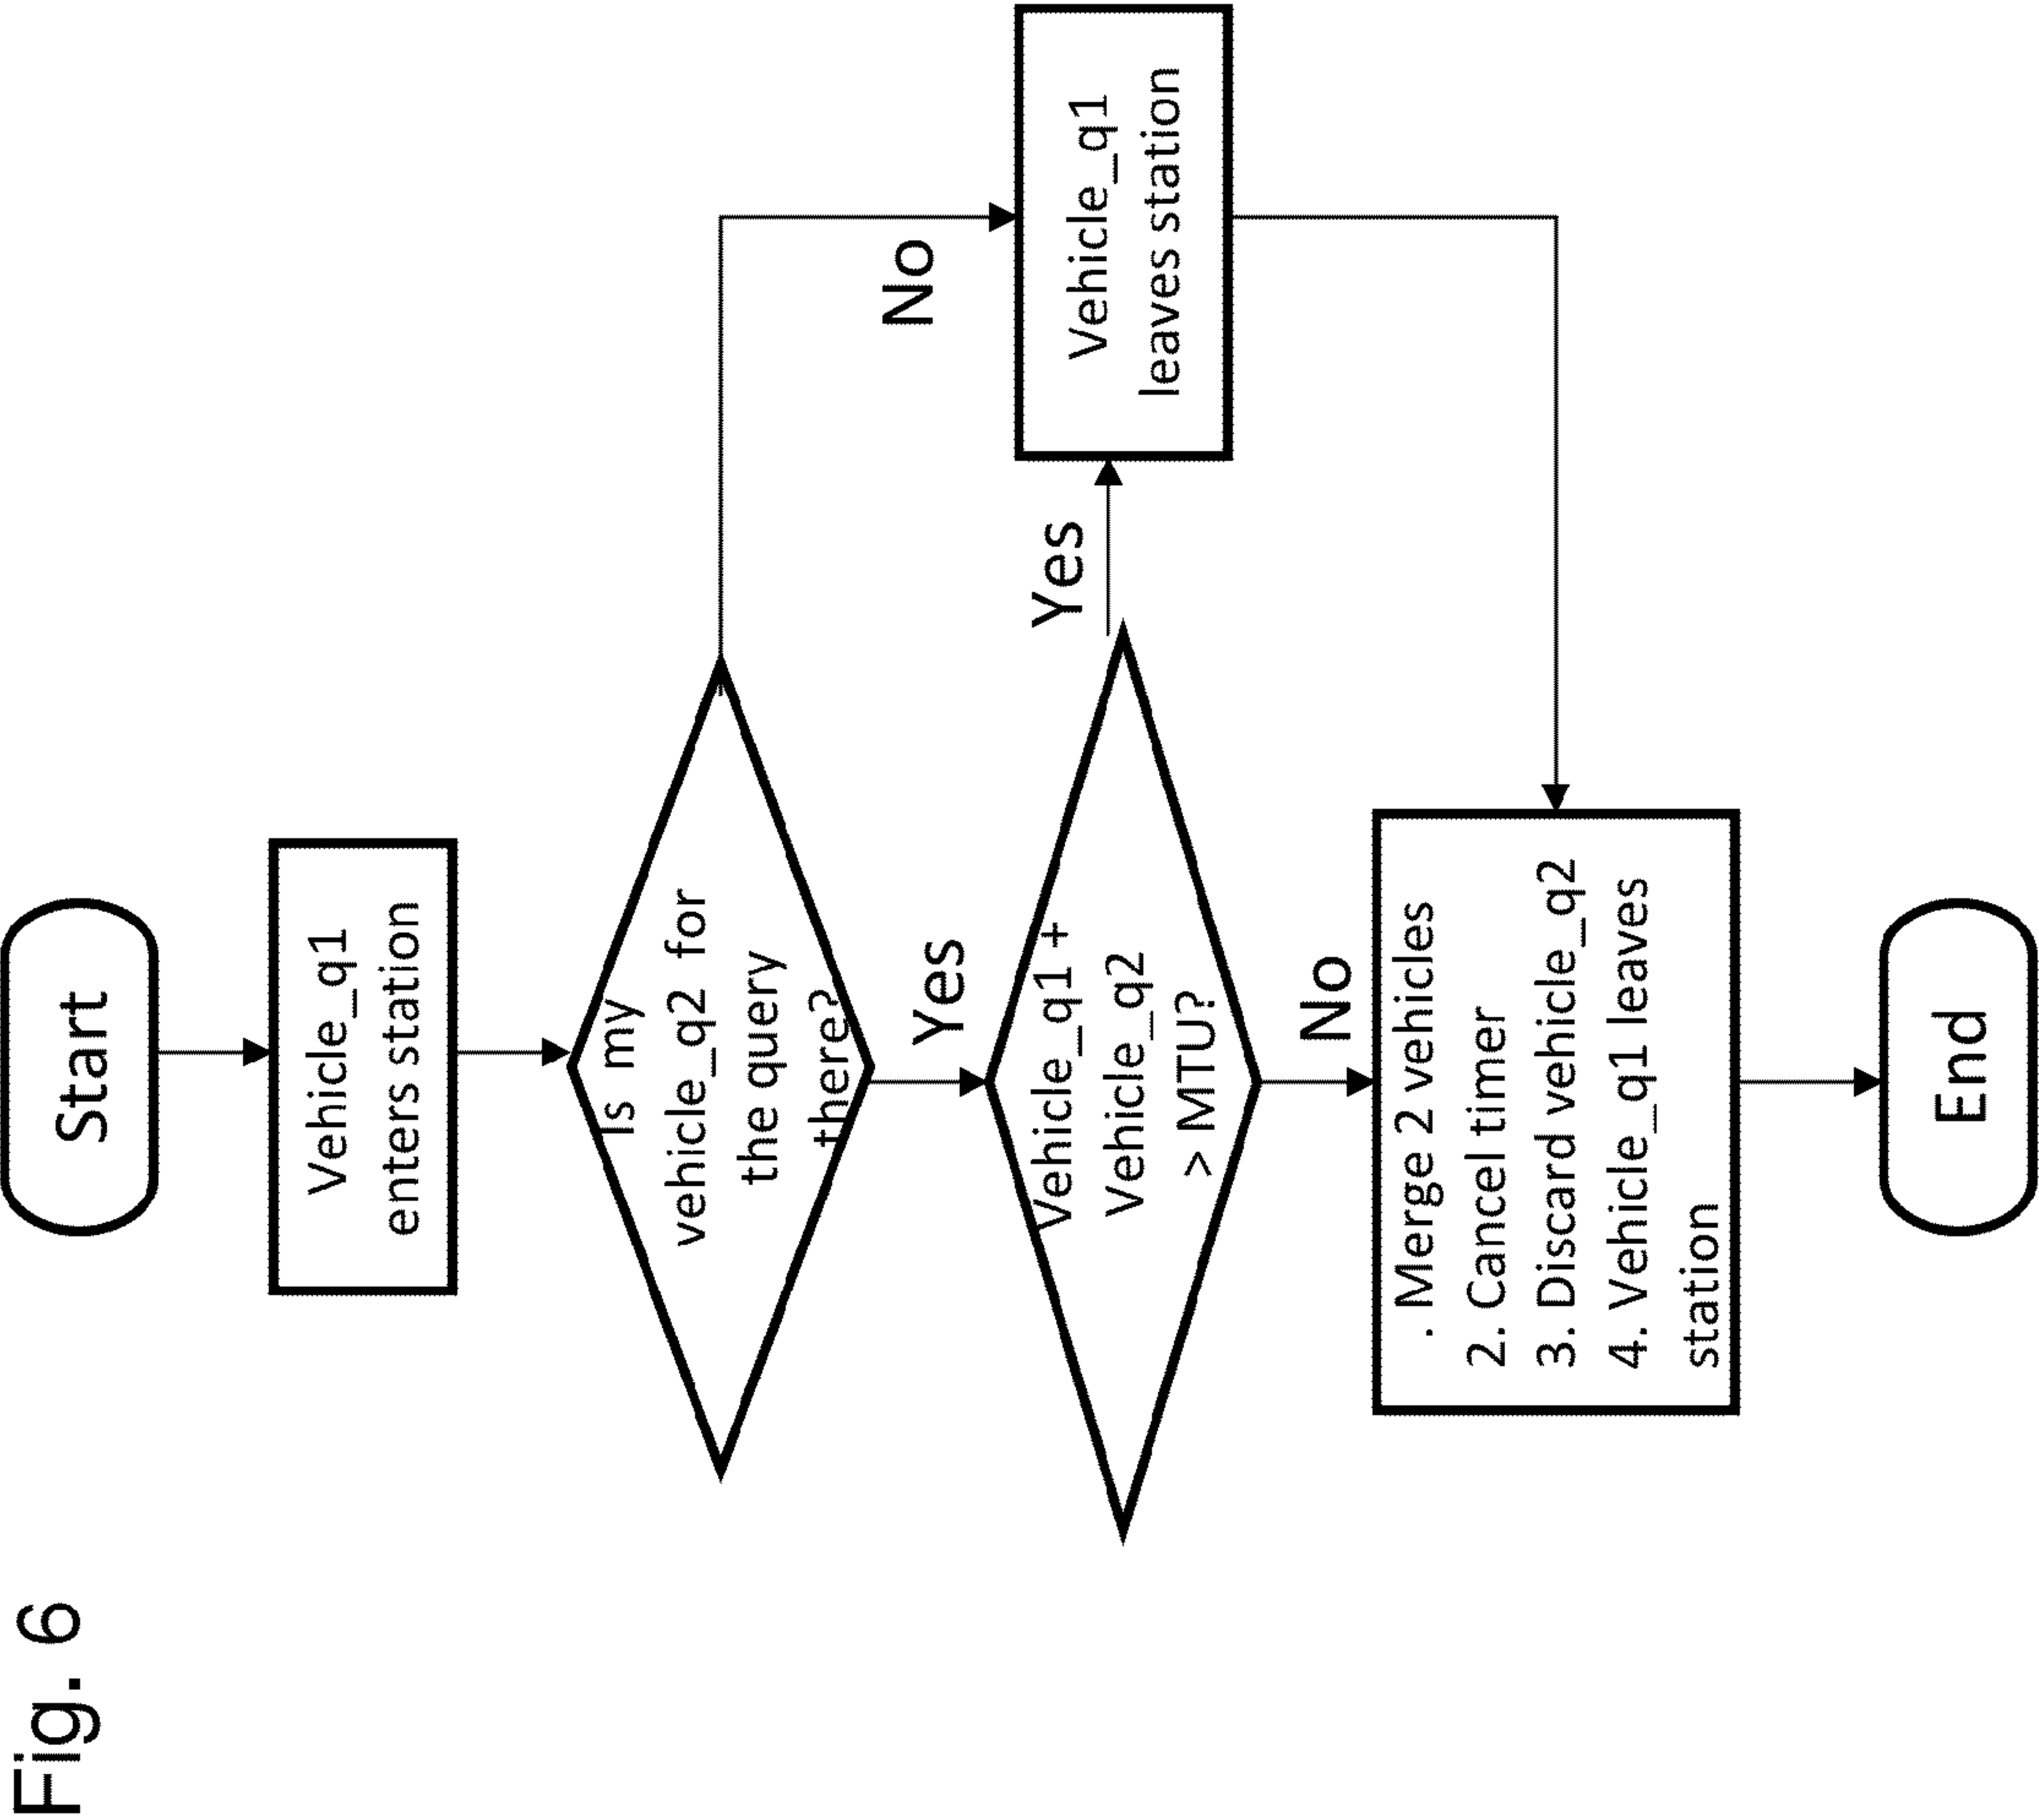 Fig. 6
Start
Vehicle_q1
enters station
Is my
vehicle_q2 for
the query
there?
No
Yes
Vehicle_q1 +
Vehicle_q2
> MTU?
Yes
Vehicle_q1
leaves station
No
. Merge 2 vehicles
2. Cancel timer
3. Discard vehicle_q2
4. Vehicle_q1 leaves
station
End